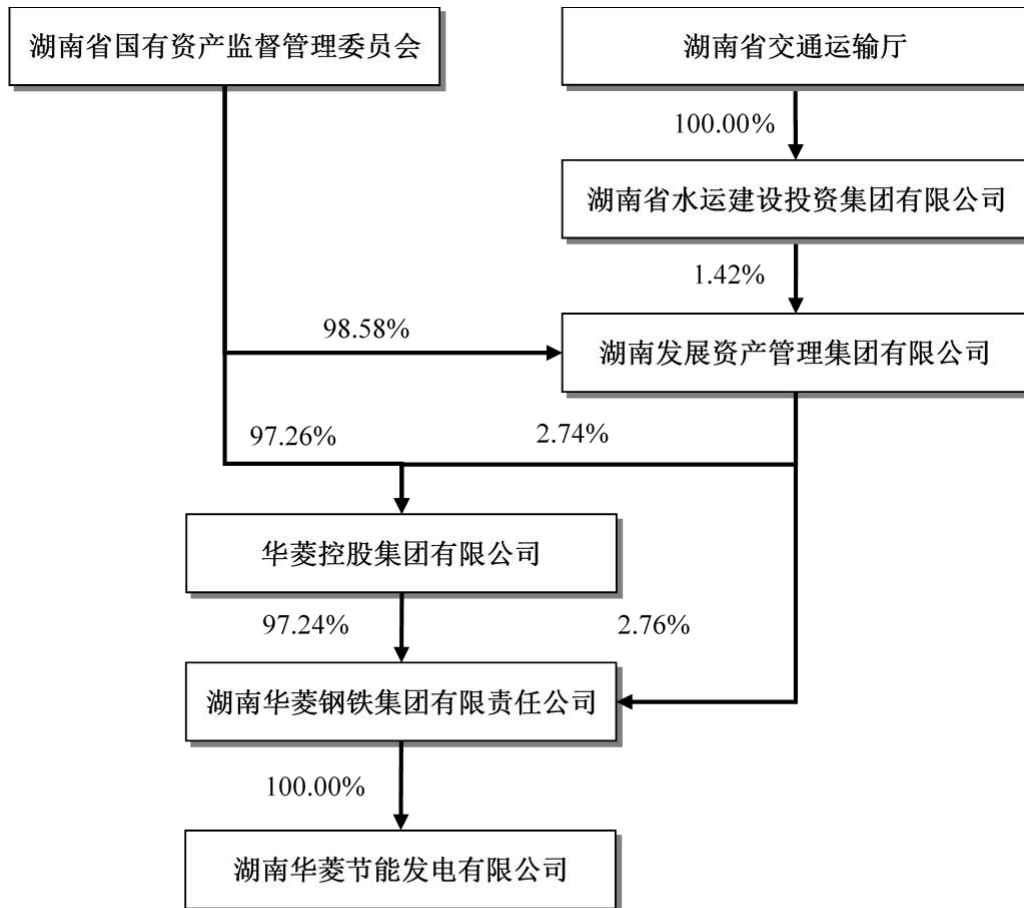 湖南省国有资产监督管理委员会
湖南省交通运输厅
100.00%
湖南省水运建设投资集团有限公司
1.42%
98.58%
湖南发展资产管理集团有限公司
97.26%
2.74%
华菱控股集团有限公司
97.24%
2.76%
湖南华菱钢铁集团有限责任公司
100.00%
湖南华菱节能发电有限公司